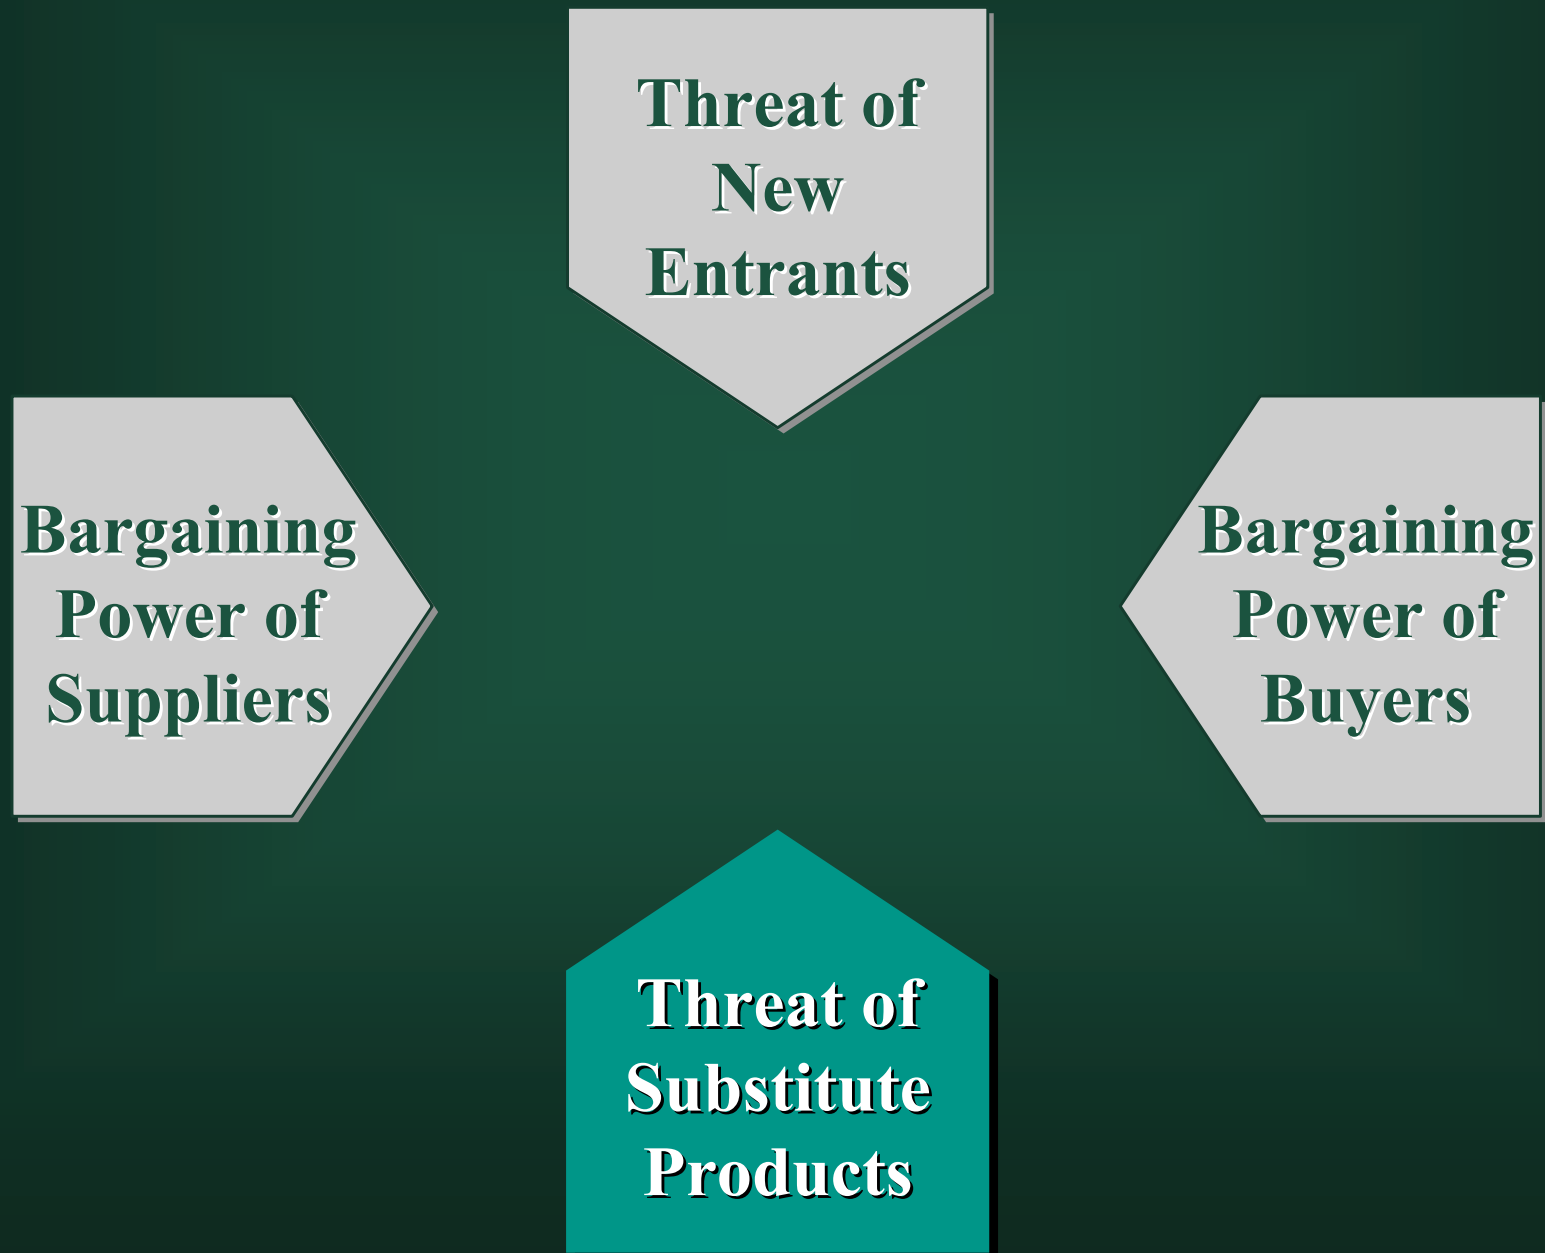 Threat of
New
Entrants
Bargaining
Power of
Suppliers
Bargaining
Power of
Buyers
Threat of
Substitute
Products